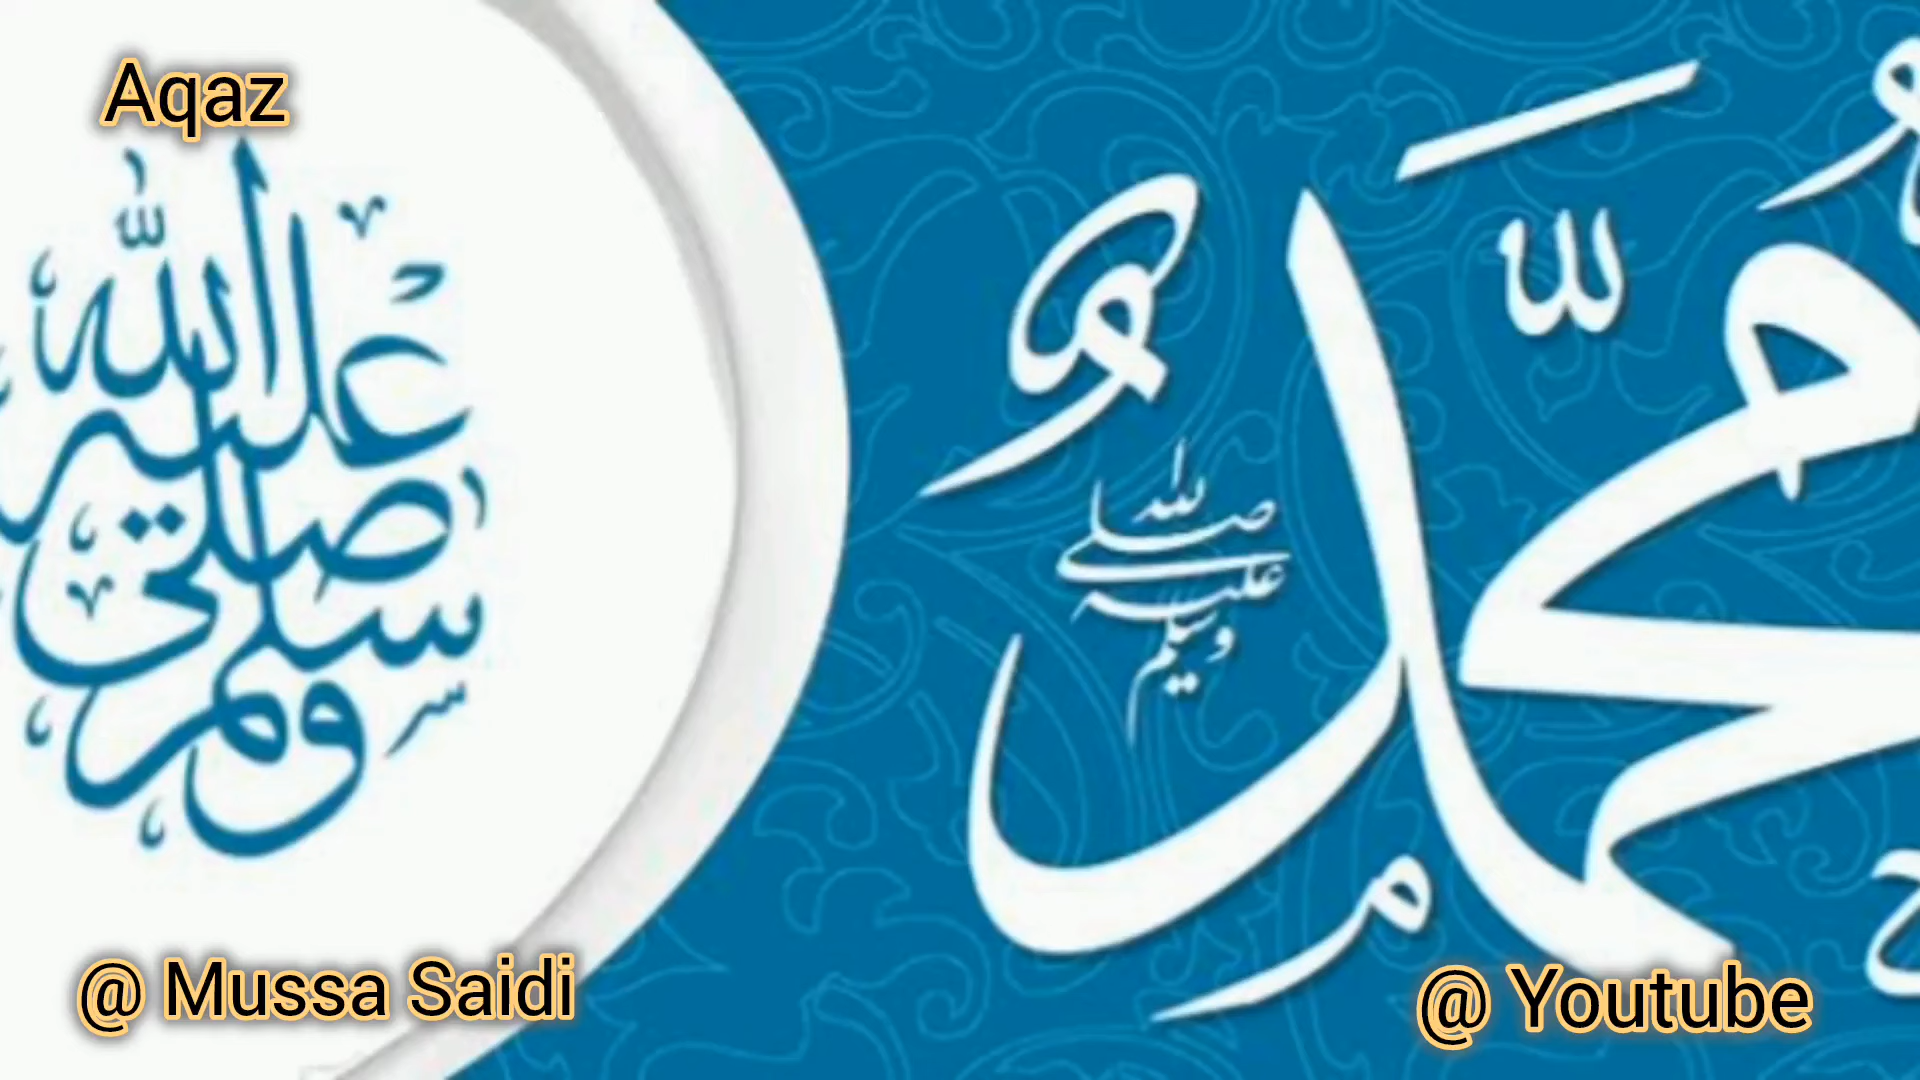 Aqaz
صلى الله عليه وسلم
محمد
صلى الله عليه وسلم
@ Mussa Saidi
@ Youtube